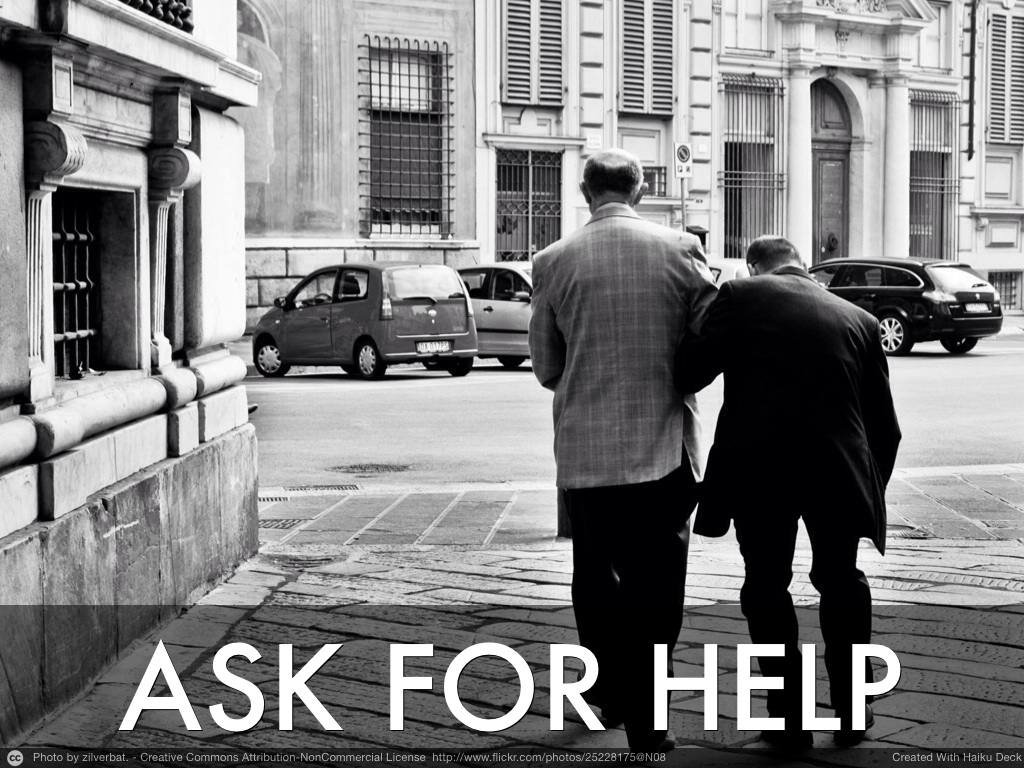 ASK FOR HELP
cc Photo by zilverbat. - Creative Commons Attribution-NonCommercial License http://www.flickr.com/photos/25228175@N08 Created With Haiku Deck